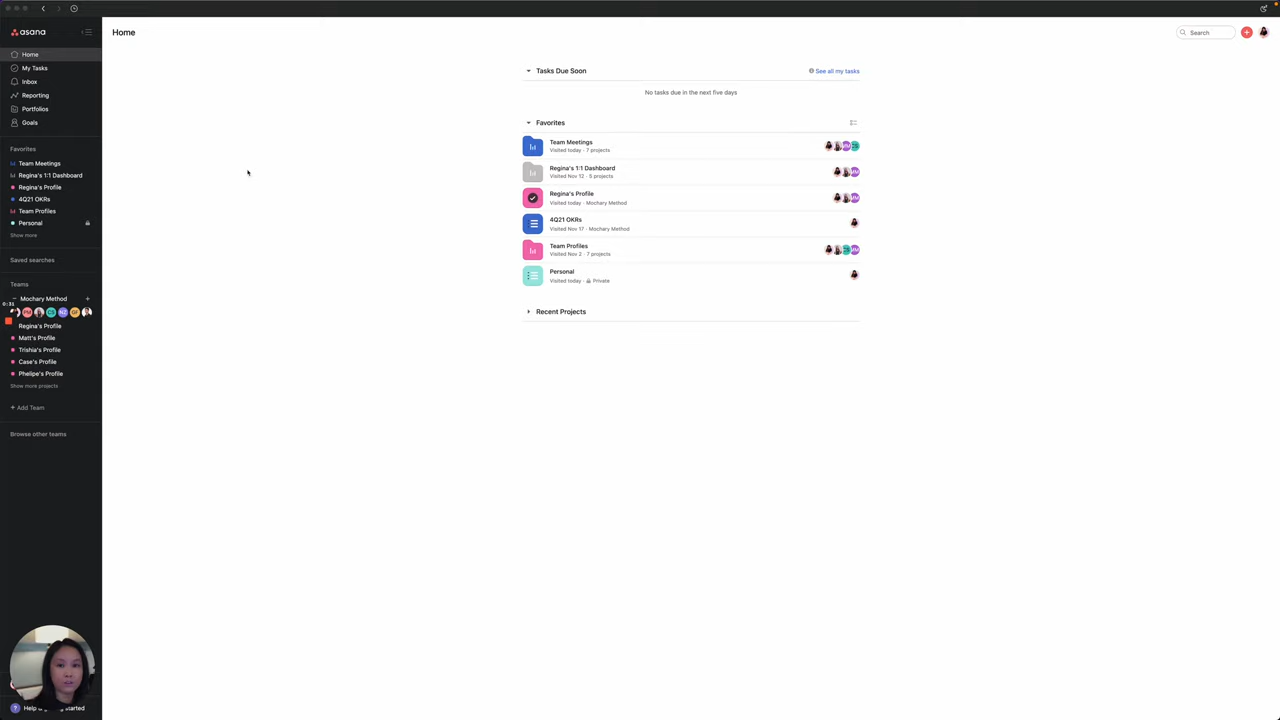 asana
Home
My Tasks
Inbox
Reporting
Portfolios
Goals
Favorites
Team Meetings
Regina's 1:1 Dashboard
Regina's Profile
4Q21 OKRs
Team Profiles
Personal
Show more
Saved searches
Teams
Mochary Method
0:31
Regina's Profile
Matt's Profile
Trishia's Profile
Case's Profile
Phelipe's Profile
Show more projects
+ Add Team
Browse other teams
? Help
started
Home
Search
Tasks Due Soon
See all my tasks
No tasks due in the next five days
Favorites
Team Meetings
Visited today · 7 projects
Regina's 1:1 Dashboard
Visited Nov 12 · 5 projects
Regina's Profile
Visited today · Mochary Method
4Q21 OKRs
Visited Nov 17 · Mochary Method
Team Profiles
Visited Nov 2 · 7 projects
Personal
Visited today · Private
Recent Projects